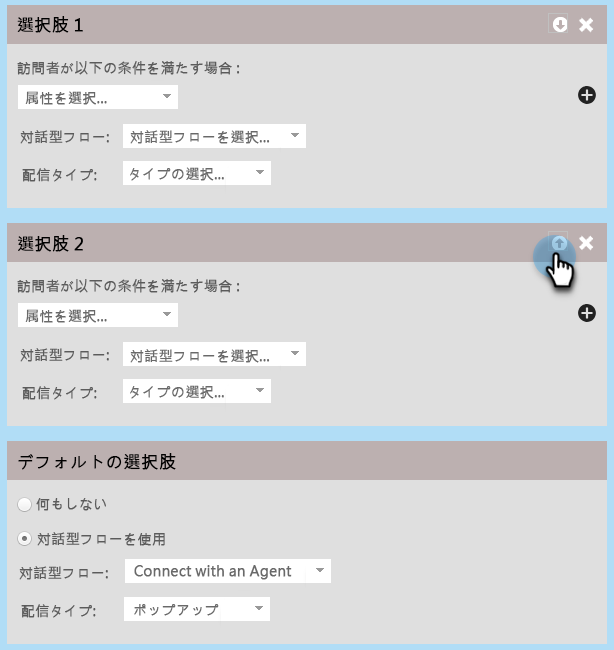 選択肢 1
訪問者が以下の条件を満たす場合 :
属性を選択...
対話型フロー: 対話型フローを選択...
配信タイプ: タイプの選択...
選択肢 2
訪問者が以下の条件を満たす場合 :
属性を選択...
対話型フロー: 対話型フローを選択...
配信タイプ: タイプの選択...
デフォルトの選択肢
何もしない
対話型フローを使用
対話型フロー: Connect with an Agent
配信タイプ: ポップアップ